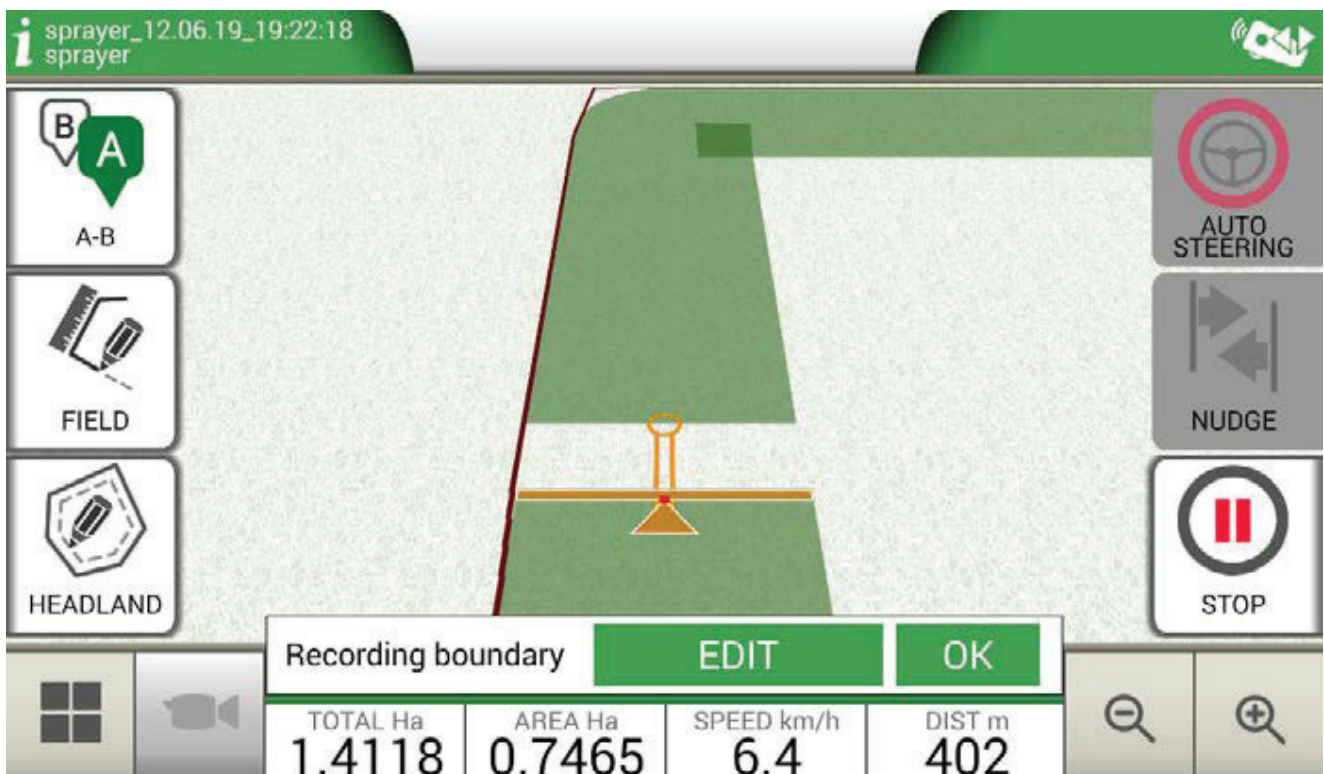 sprayer_12.06.19_19:22:18
sprayer
B
A
A-B
FIELD
HEADLAND
AUTO
STEERING
NUDGE
STOP
Recording boundary
EDIT
OK
TOTAL Ha
AREA Ha
SPEED km/h
DIST m
1.4118
0.7465
6.4
402